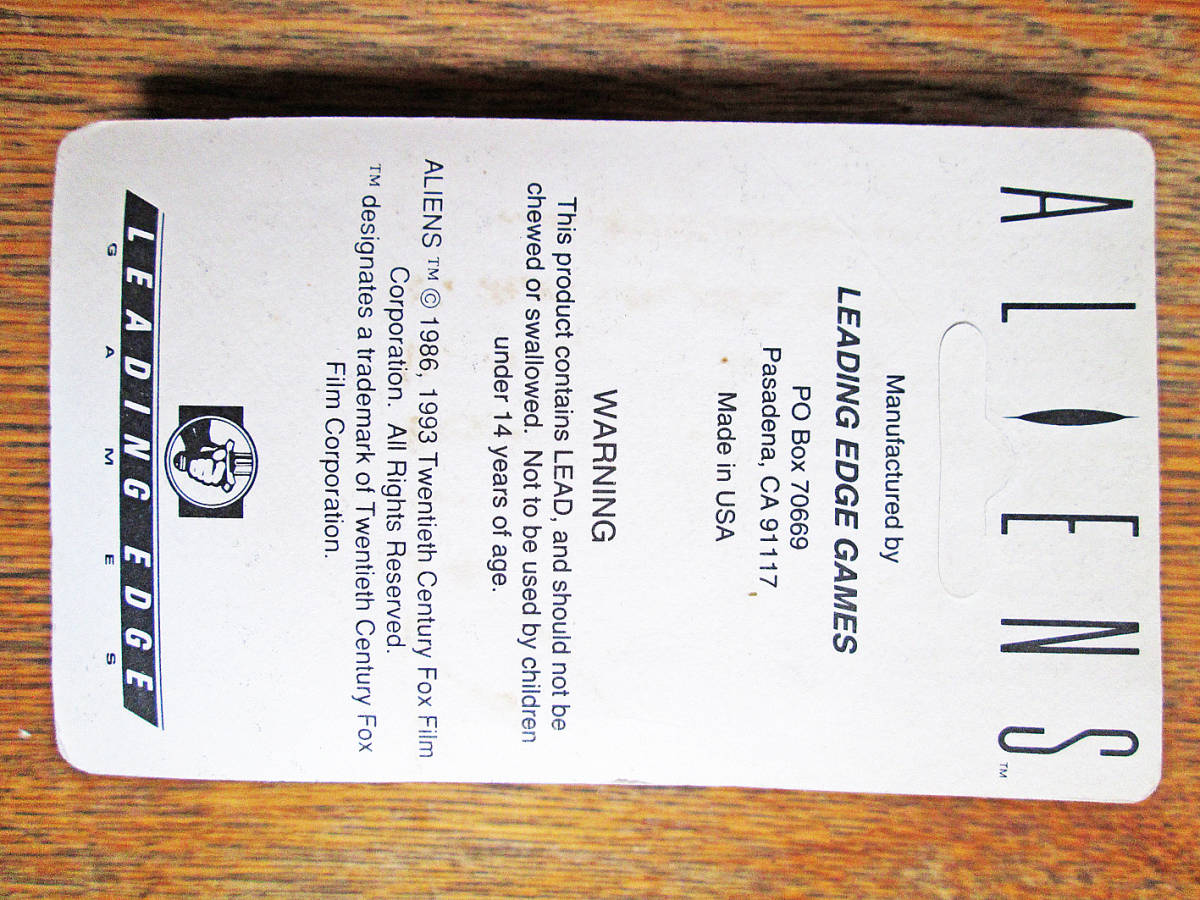 ALIENS™
Manufactured by
LEADING EDGE GAMES
PO Box 70669
Pasadena, CA 91117
Made in USA
WARNING
This product contains LEAD, and should not be
chewed or swallowed.  Not to be used by children
under 14 years of age.
ALIENS ™ © 1986, 1993 Twentieth Century Fox Film
Corporation.  All Rights Reserved.
™ designates a trademark of Twentieth Century Fox
Film Corporation.
LEADING EDGE
GAMES